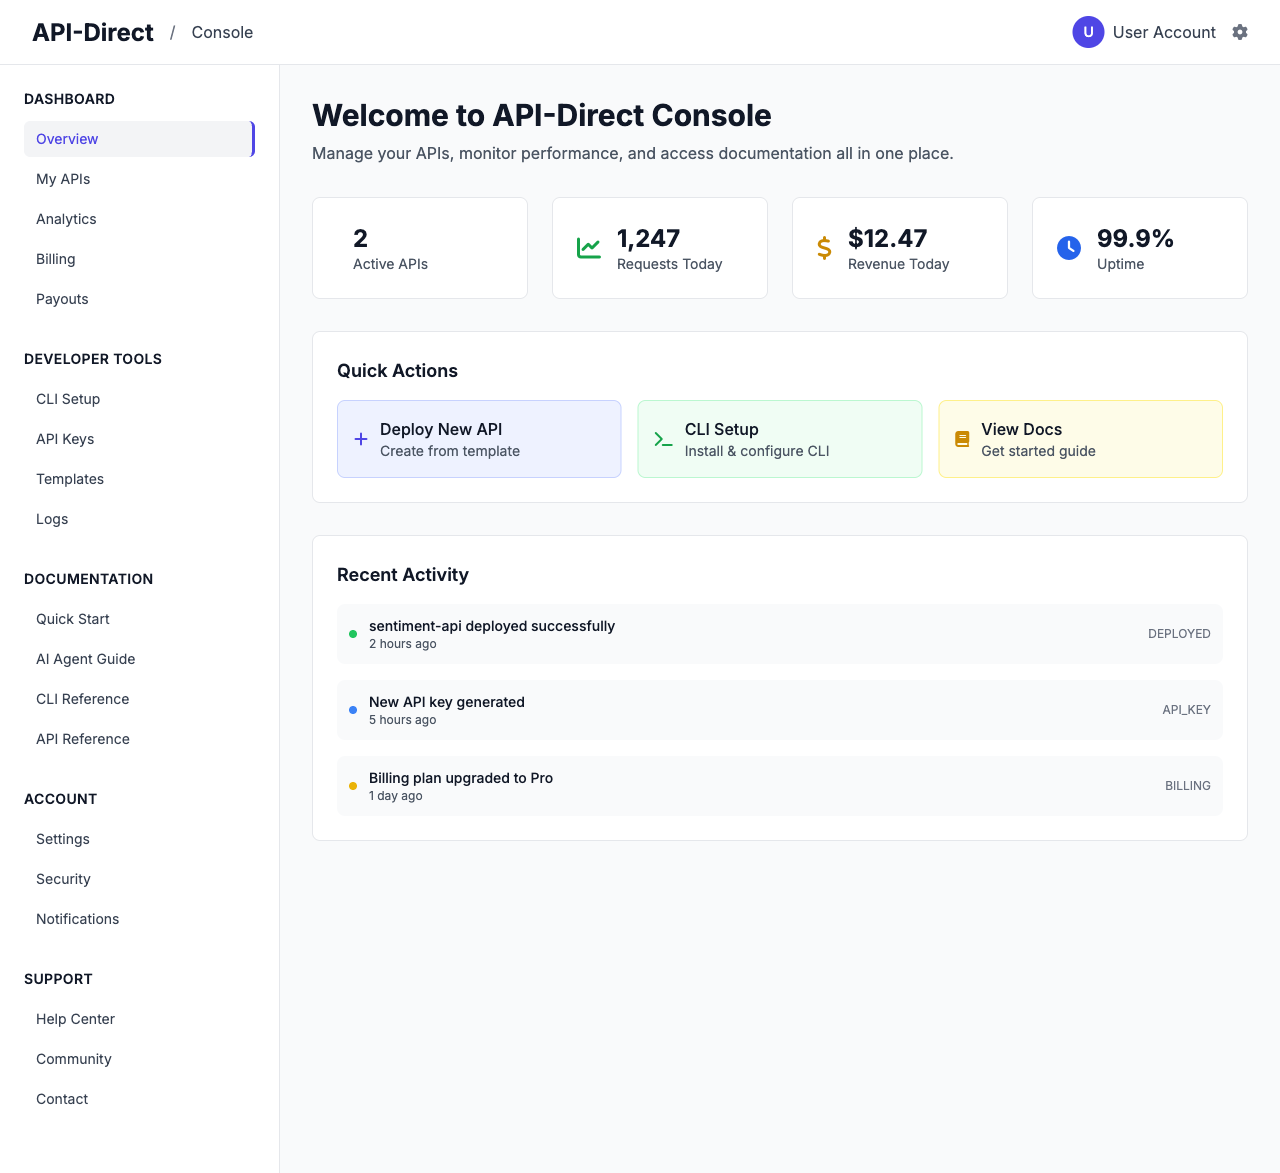 API-Direct / Console
U User Account
DASHBOARD
Overview
My APIs
Analytics
Billing
Payouts
DEVELOPER TOOLS
CLI Setup
API Keys
Templates
Logs
DOCUMENTATION
Quick Start
AI Agent Guide
CLI Reference
API Reference
ACCOUNT
Settings
Security
Notifications
SUPPORT
Help Center
Community
Contact
Welcome to API-Direct Console
Manage your APIs, monitor performance, and access documentation all in one place.
2
Active APIs
1,247
Requests Today
$12.47
Revenue Today
99.9%
Uptime
Quick Actions
Deploy New API
Create from template
CLI Setup
Install & configure CLI
View Docs
Get started guide
Recent Activity
sentiment-api deployed successfully
2 hours ago
DEPLOYED
New API key generated
5 hours ago
API_KEY
Billing plan upgraded to Pro
1 day ago
BILLING